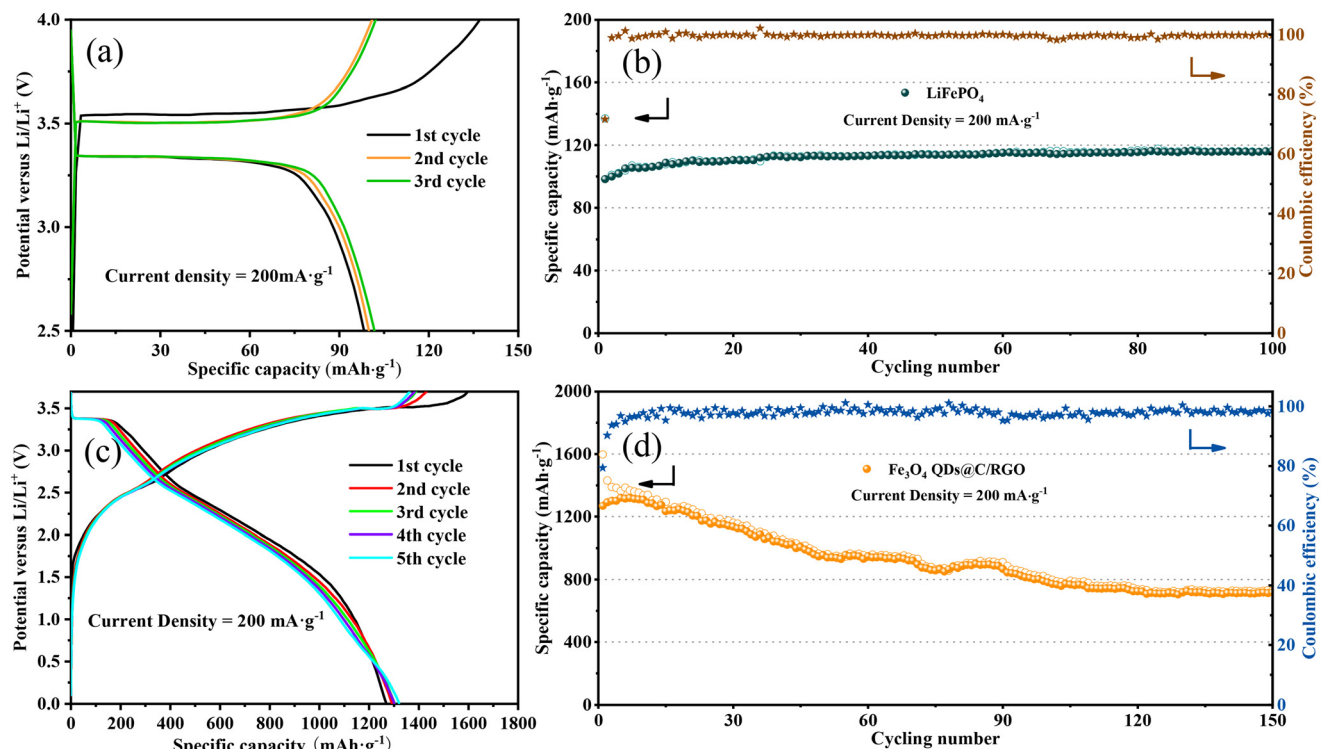 (a)
4.0
3.5
3.0
2.5
Potential versus Li/Li⁺ (V)
1st cycle
2nd cycle
3rd cycle
Current density = 200mA·g⁻¹
0 30 60 90 120 150
Specific capacity (mAh·g⁻¹)
(b)
200
160
120
80
40
0
Specific capacity (mAh·g⁻¹)
LiFePO₄
Current Density = 200 mA·g⁻¹
100
80
60
40
20
0
Coulombic efficiency (%)
0 20 40 60 80 100
Cycling number
(c)
3.5
3.0
2.5
2.0
1.5
1.0
0.5
0.0
Potential versus Li/Li⁺ (V)
1st cycle
2nd cycle
3rd cycle
4th cycle
5th cycle
Current Density = 200 mA·g⁻¹
0 200 400 600 800 1000 1200 1400 1600 1800
Specific capacity (mAh·g⁻¹)
(d)
2000
1600
1200
800
400
0
Specific capacity (mAh·g⁻¹)
Fe₃O₄ QDs@C/RGO
Current Density = 200 mA·g⁻¹
100
80
60
40
20
0
Coulombic efficiency (%)
0 30 60 90 120 150
Cycling number